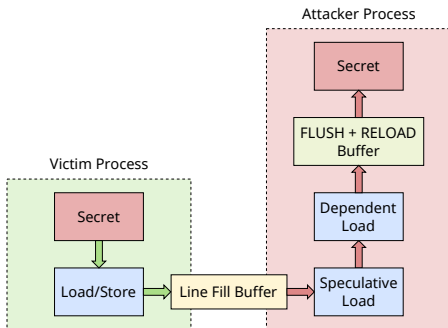 Attacker Process
Secret
FLUSH + RELOAD
Buffer
Victim Process
Secret
Dependent
Load
Load/Store
Line Fill Buffer
Speculative
Load